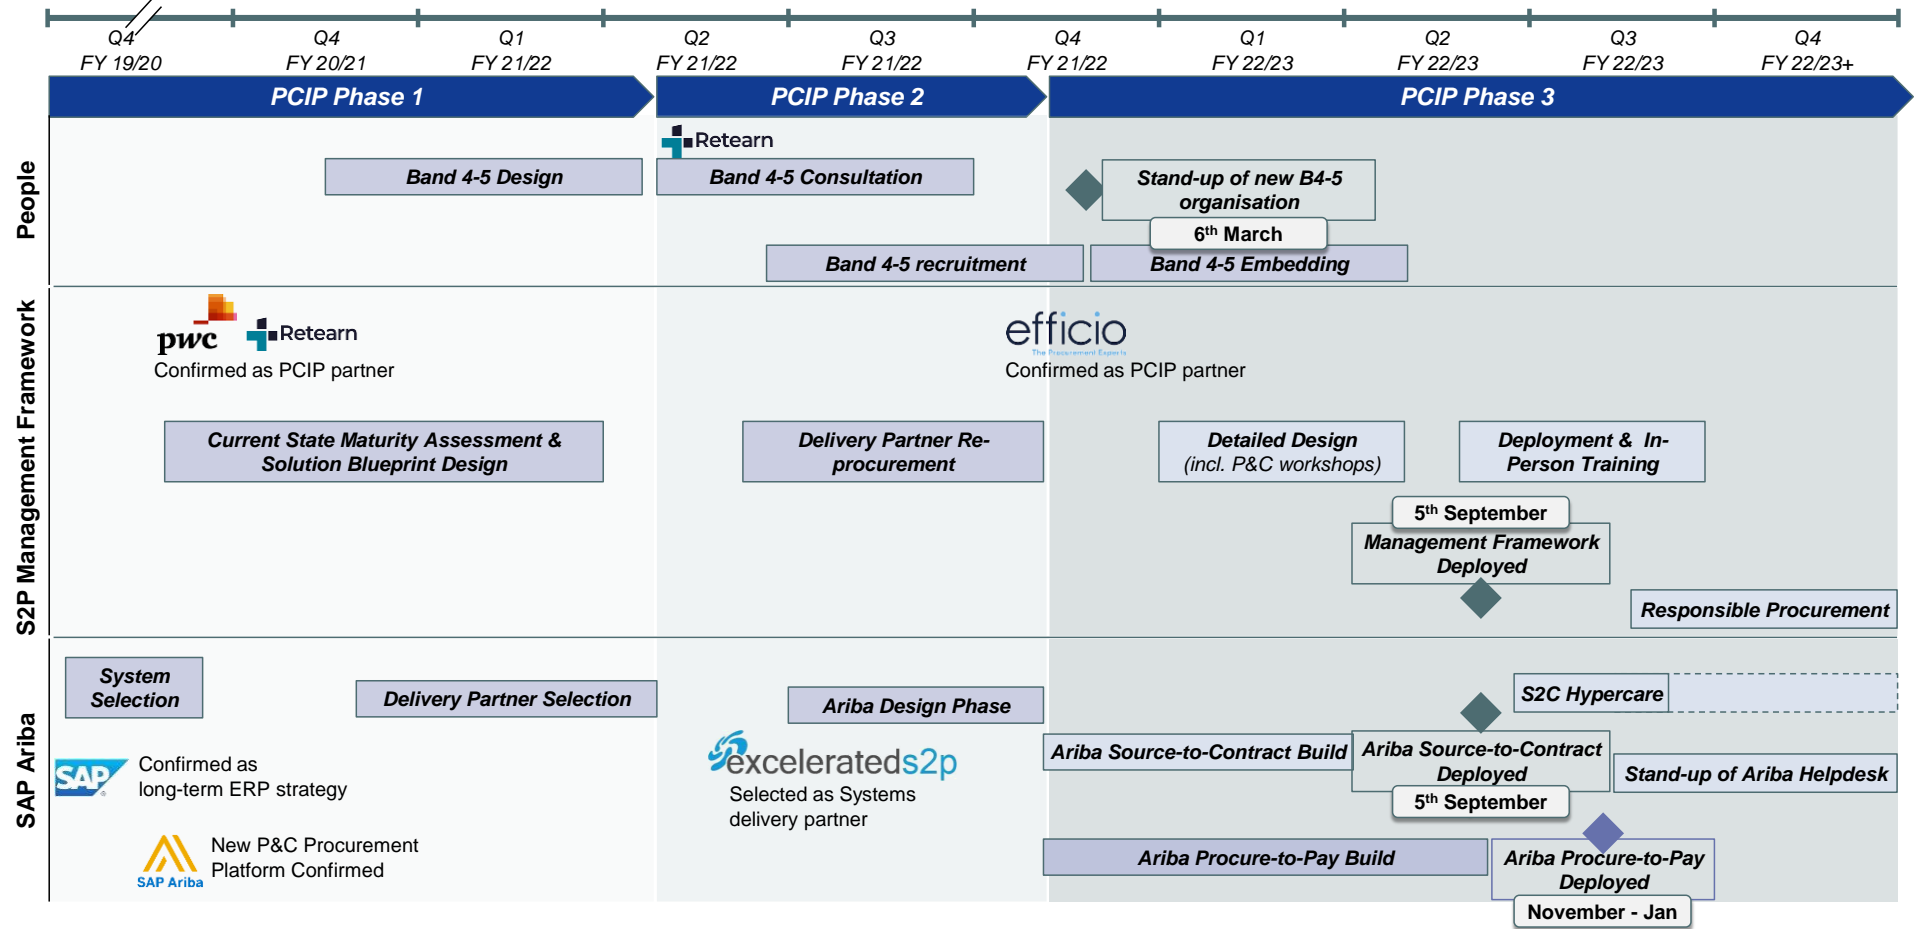 Q4
FY 19/20
Q4
FY 20/21
Q1
FY 21/22
Q2
FY 21/22
Q3
FY 21/22
Q4
FY 21/22
Q1
FY 22/23
Q2
FY 22/23
Q3
FY 22/23
Q4
FY 22/23+
PCIP Phase 1
PCIP Phase 2
PCIP Phase 3
People
Retearn
Band 4-5 Design
Band 4-5 Consultation
Stand-up of new B4-5
organisation
6th March
Band 4-5 recruitment
Band 4-5 Embedding
S2P Management Framework
pwc
Retearn
Confirmed as PCIP partner
efficio
The Procurement Experts
Confirmed as PCIP partner
Current State Maturity Assessment &
Solution Blueprint Design
Delivery Partner Re-
procurement
Detailed Design
(incl. P&C workshops)
Deployment & In-
Person Training
5th September
Management Framework
Deployed
Responsible Procurement
SAP Ariba
System
Selection
Delivery Partner Selection
Ariba Design Phase
S2C Hypercare
SAP
Confirmed as
long-term ERP strategy
excelerateds2p
Selected as Systems
delivery partner
Ariba Source-to-Contract Build
Ariba Source-to-Contract
Deployed
5th September
Stand-up of Ariba Helpdesk
SAP Ariba
New P&C Procurement
Platform Confirmed
Ariba Procure-to-Pay Build
Ariba Procure-to-Pay
Deployed
November - Jan